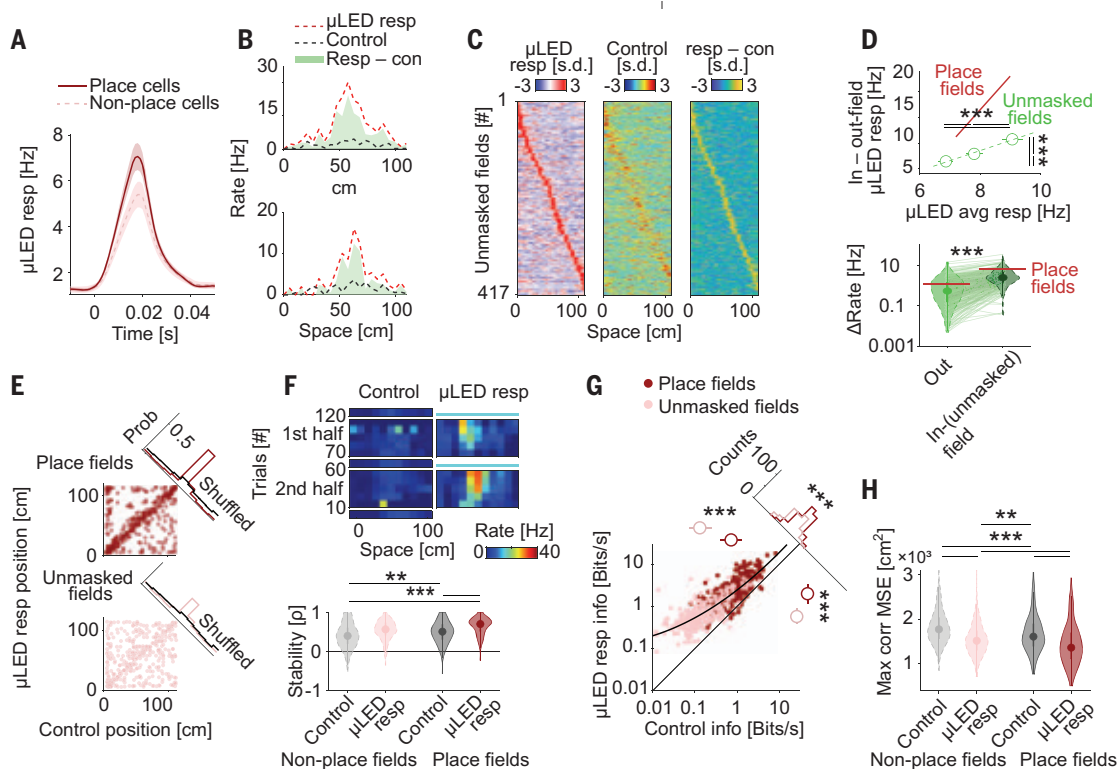 A
Place cells
Non-place cells
µLED resp [Hz]
8
6
4
2
0
0.02
0.04
Time [s]
B
µLED resp
Control
Resp – con
30
15
0
0
50
100
cm
Rate [Hz]
20
10
0
0
50
100
Space [cm]
C
µLED
resp [s.d.]
Control
[s.d.]
resp – con
[s.d.]
-3 3
-3 3
-3 3
1
Unmasked fields [#]
417
0 100
0 100
0 100
Space [cm]
D
In – out-field
µLED resp [Hz]
20
15
10
5
Place
fields
***
Unmasked
fields
***
6
8
10
µLED avg resp [Hz]
ΔRate [Hz]
10
0.1
0.001
***
Place
fields
Out
In-(unmasked)
field
E
Prob
0.5
Place fields
Shuffled
µLED resp position [cm]
100
0
Unmasked
fields
Shuffled
100
0
0
100
Control position [cm]
F
Control
µLED resp
Trials [#]
120
1st half
70
60
2nd half
10
0
100
Space [cm]
Rate [Hz]
0
40
**
***
Stability [ρ]
1
0
-1
Control
µLED
resp
Control
µLED
resp
Non-place fields
Place fields
G
Place fields
Unmasked fields
Counts
100
0
***
***
***
µLED resp info [Bits/s]
10
1
0.1
0.01
0.01
0.1
1
10
Control info [Bits/s]
H
**
***
×10³
Max corr MSE [cm²]
3
2
1
Control
µLED
resp
Control
µLED
resp
Non-place fields
Place fields